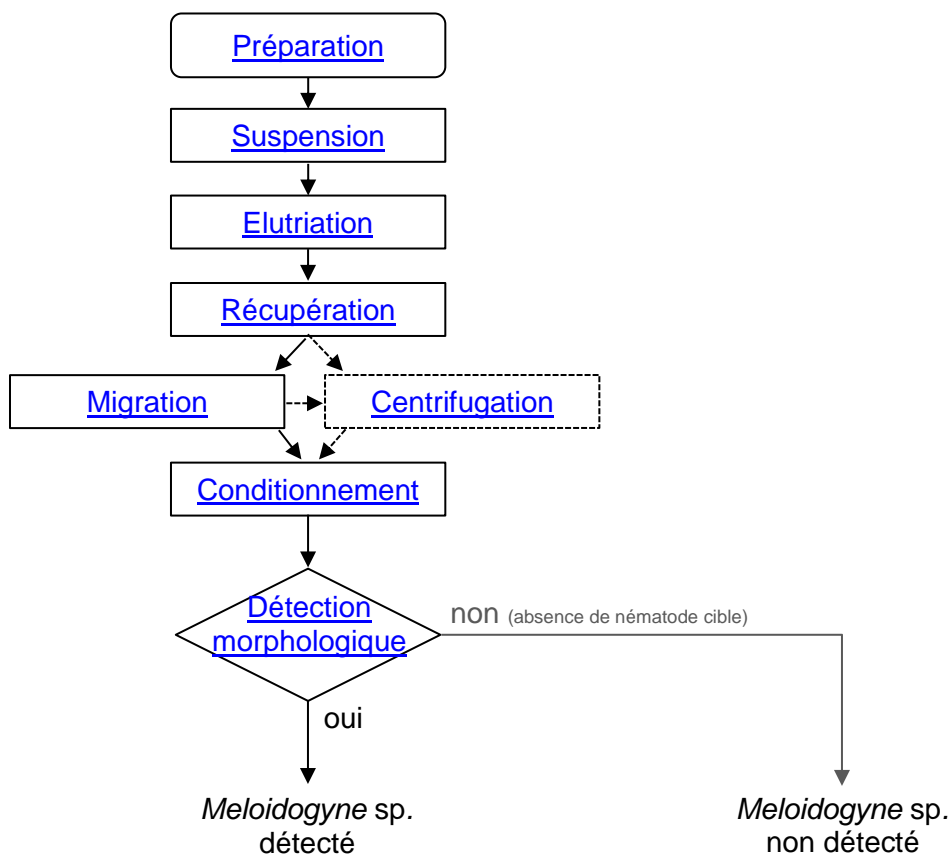 Préparation
Suspension
Elutriation
Récupération
Migration
Centrifugation
Conditionnement
Détection
morphologique
non (absence de nématode cible)
oui
Meloidogyne sp.
détecté
Meloidogyne sp.
non détecté